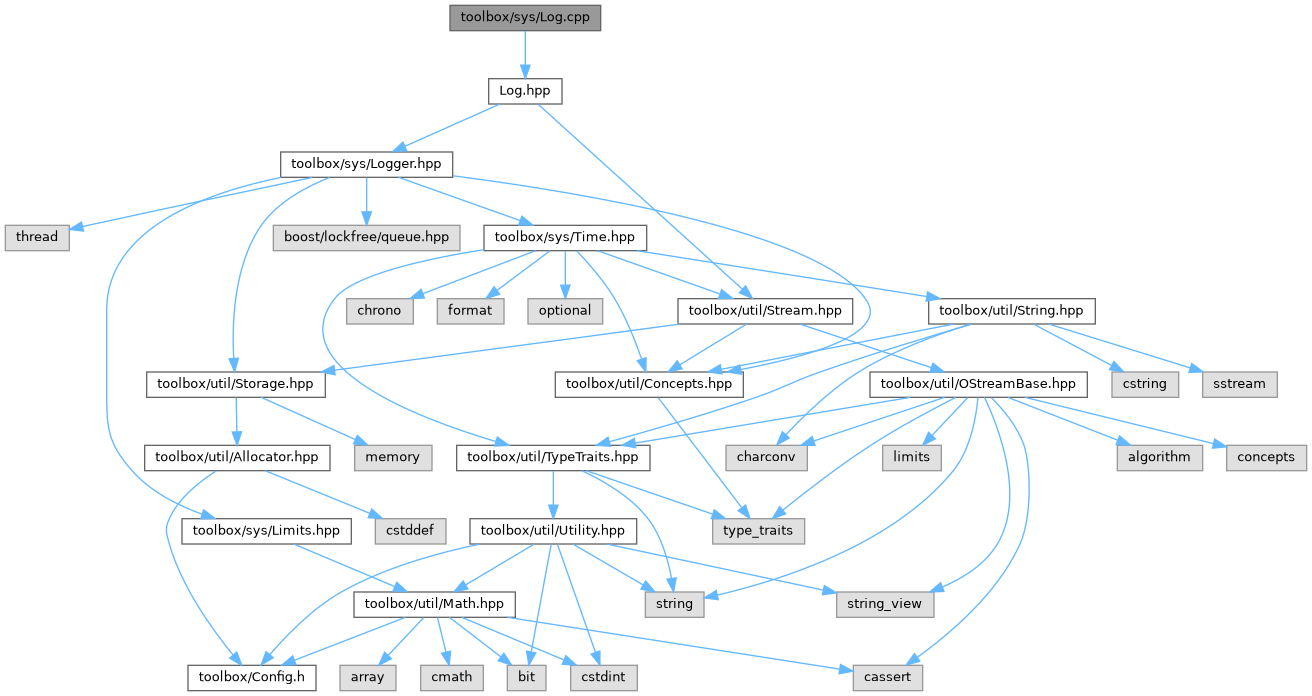 toolbox/sys/Log.cpp
Log.hpp
toolbox/sys/Logger.hpp
thread
boost/lockfree/queue.hpp
toolbox/sys/Time.hpp
chrono
format
optional
toolbox/util/Stream.hpp
toolbox/util/String.hpp
toolbox/util/Storage.hpp
toolbox/util/Concepts.hpp
toolbox/util/OStreamBase.hpp
cstring
sstream
toolbox/util/Allocator.hpp
memory
toolbox/util/TypeTraits.hpp
charconv
limits
algorithm
concepts
toolbox/sys/Limits.hpp
cstddef
toolbox/util/Utility.hpp
type_traits
toolbox/util/Math.hpp
string
string_view
toolbox/Config.h
array
cmath
bit
cstdint
cassert